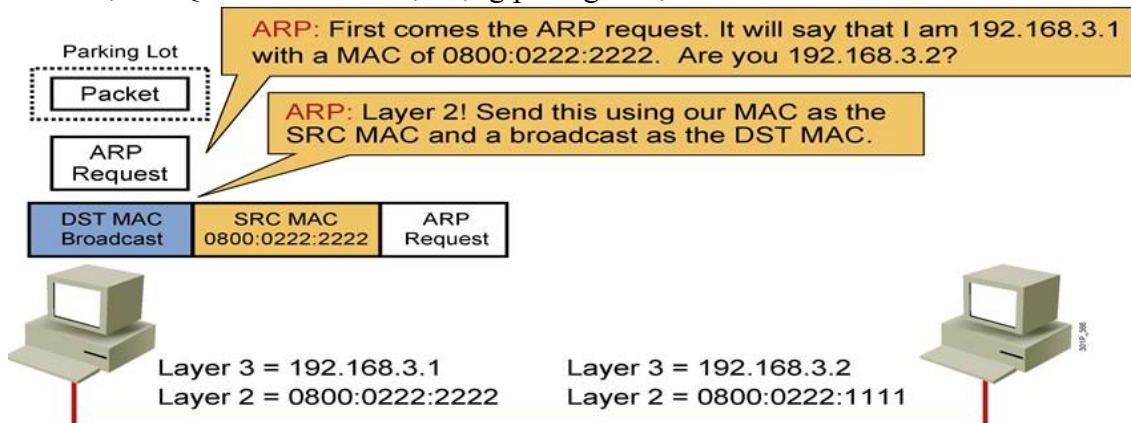 ARP: First comes the ARP request. It will say that I am 192.168.3.1
with a MAC of 0800:0222:2222. Are you 192.168.3.2?
Parking Lot
Packet
ARP: Layer 2! Send this using our MAC as the
SRC MAC and a broadcast as the DST MAC.
ARP
Request
DST MAC
Broadcast
SRC MAC
0800:0222:2222
ARP
Request
Layer 3 = 192.168.3.1
Layer 2 = 0800:0222:2222
Layer 3 = 192.168.3.2
Layer 2 = 0800:0222:1111